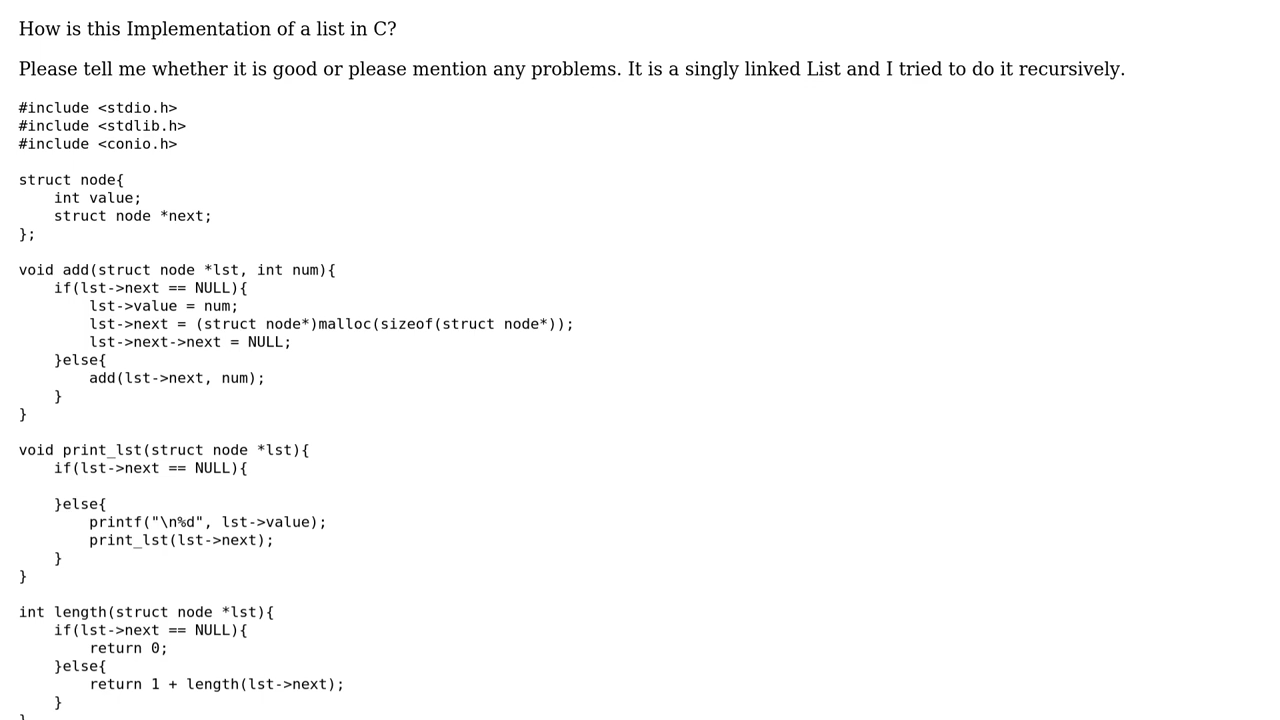 How is this Implementation of a list in C?
Please tell me whether it is good or please mention any problems. It is a singly linked List and I tried to do it recursively.
#include <stdio.h>
#include <stdlib.h>
#include <conio.h>
struct node{
    int value;
    struct node *next;
};
void add(struct node *lst, int num){
    if(lst->next == NULL){
        lst->value = num;
        lst->next = (struct node*)malloc(sizeof(struct node*));
        lst->next->next = NULL;
    }else{
        add(lst->next, num);
    }
}
void print_lst(struct node *lst){
    if(lst->next == NULL){
    }else{
        printf("\n%d", lst->value);
        print_lst(lst->next);
    }
}
int length(struct node *lst){
    if(lst->next == NULL){
        return 0;
    }else{
        return 1 + length(lst->next);
    }
}